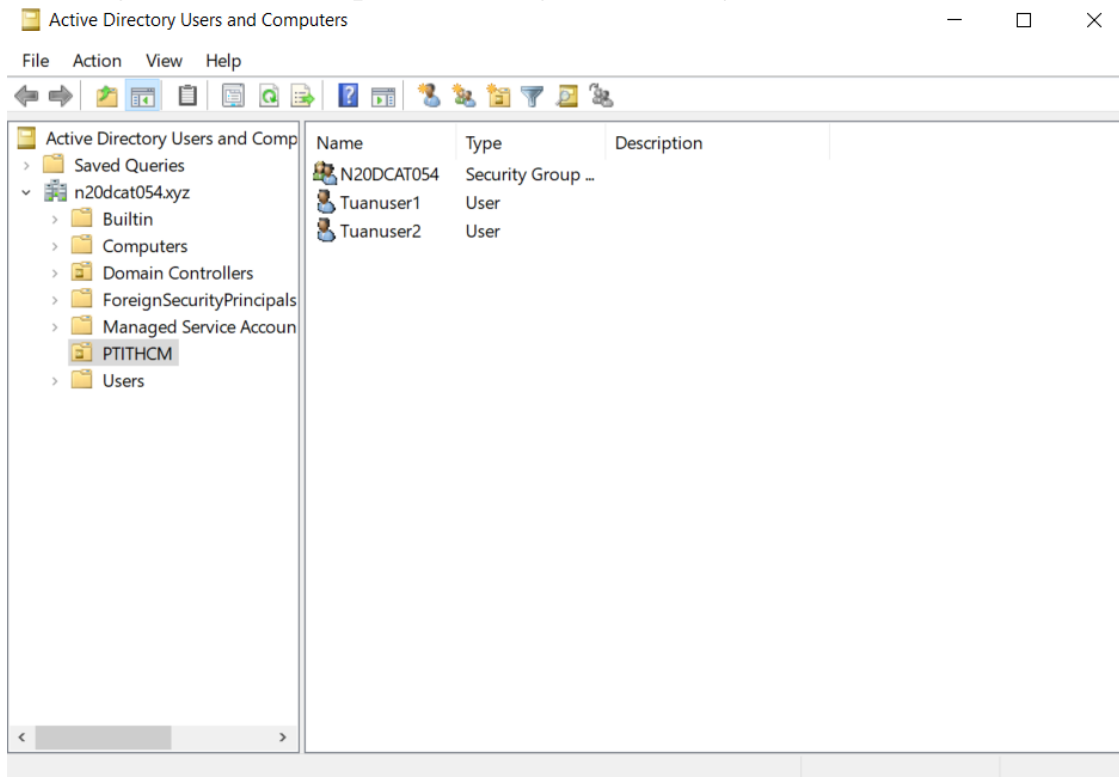 Active Directory Users and Computers
File Action View Help
Active Directory Users and Comp
Saved Queries
n20dcat054.xyz
Builtin
Computers
Domain Controllers
ForeignSecurityPrincipals
Managed Service Accoun
PTITHCM
Users
Name Type Description
N20DCAT054 Security Group ...
Tuanuser1 User
Tuanuser2 User